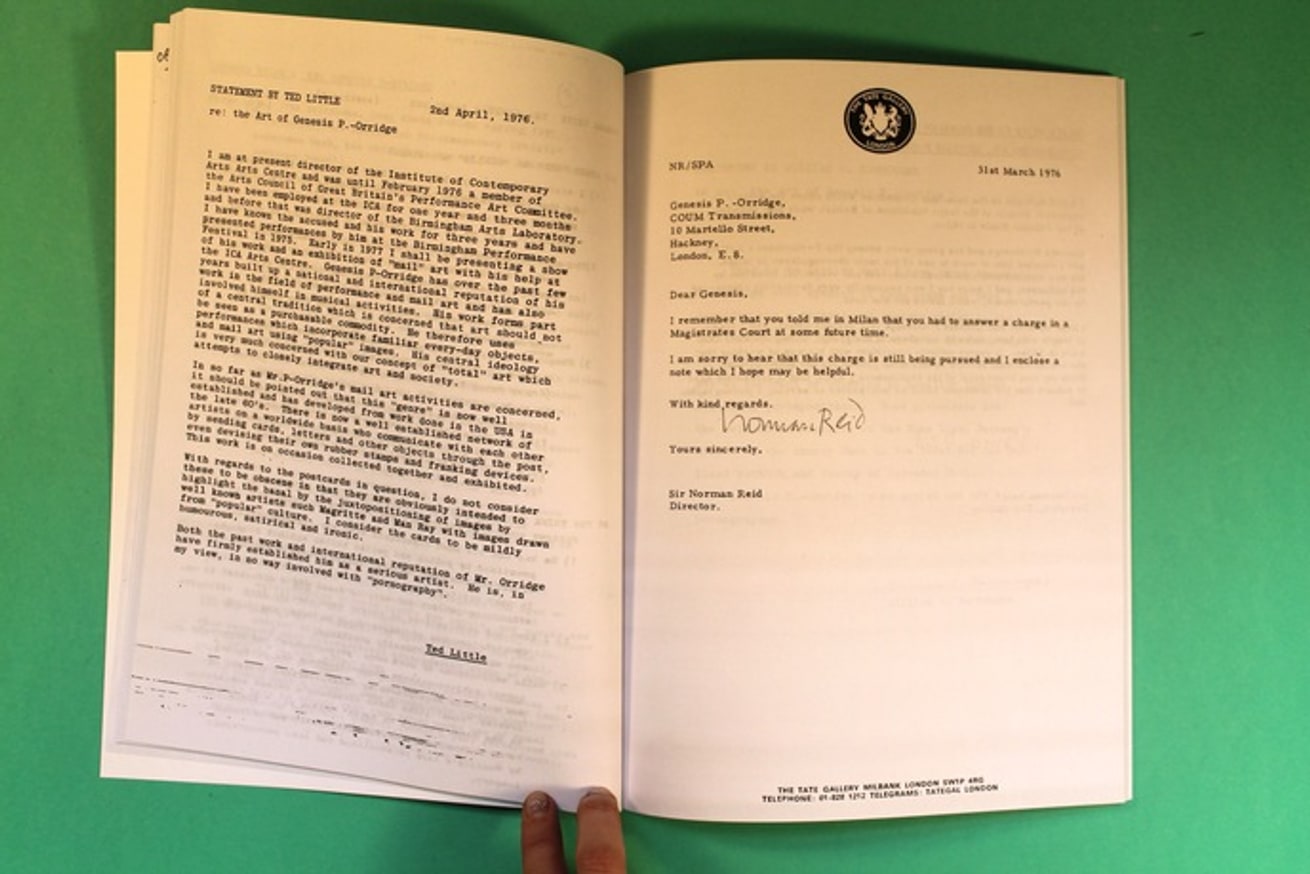 STATEMENT BY TED LITTLE
2nd April, 1976.
re: the Art of Genesis P.-Orridge
I am at present director of the Institute of Contemporary
Arts Arts Centre and was until February 1976 a member of
the Arts Council of Great Britain's Performance Art Committee.
I have been employed at the ICA for one year and three months
and before that was director of the Birmingham Arts Laboratory.
I have known the accused and his work for three years and have
presented performances by him at the Birmingham Performance
Festival in 1975. Early in 1977 I shall be presenting a show
of his work and an exhibition of "mail" art with his help at
the ICA Arts Centre. Genesis P-Orridge has over the past few
years built up a national and international reputation of his
work in the field of performance and mail art and has also
involved himself in musical activities. His work forms part
of a central tradition which is concerned that art should not
be seen as a purchasable commodity. He therefore uses
performances which incorporate familiar every-day objects,
and mail art using "popular" images. His central ideology
is very much concerned with our concept of "total" art which
attempts to closely integrate art and society.
In so far as Mr.P-Orridge's mail art activities are concerned,
it should be pointed out that this "genre" is now well
established and has developed from work done in the USA in
the late 60's. There is now a well established network of
artists on a worldwide basis who communicate with each other
by sending cards, letters and other objects through the post,
even devising their own rubber stamps and franking devices.
This work is on occasion collected together and exhibited.
With regards to the postcards in question, I do not consider
these to be obscene in that they are obviously intended to
highlight the banal by the juxtopositioning of images by
well known artists such Magritte and Man Ray with images drawn
from "popular" culture. I consider the cards to be mildly
humourous, satirical and ironic.
Both the past work and international reputation of Mr. Orridge
have firmly established him as a serious artist. He is, in
my view, in no way involved with "pornography".
Ted Little
THE TATE GALLERY
LONDON
NR/SPA
31st March 1976
Genesis P.-Orridge,
COUM Transmissions,
10 Martello Street,
Hackney,
London, E.8.
Dear Genesis,
I remember that you told me in Milan that you had to answer a charge in a
Magistrates Court at some future time.
I am sorry to hear that this charge is still being pursued and I enclose a
note which I hope may be helpful.
With kind regards.
Norman Reid
Yours sincerely,
Sir Norman Reid
Director.
THE TATE GALLERY MILBANK LONDON SW1P 4RG
TELEPHONE: 01-828 1212 TELEGRAMS: TATEGAL LONDON